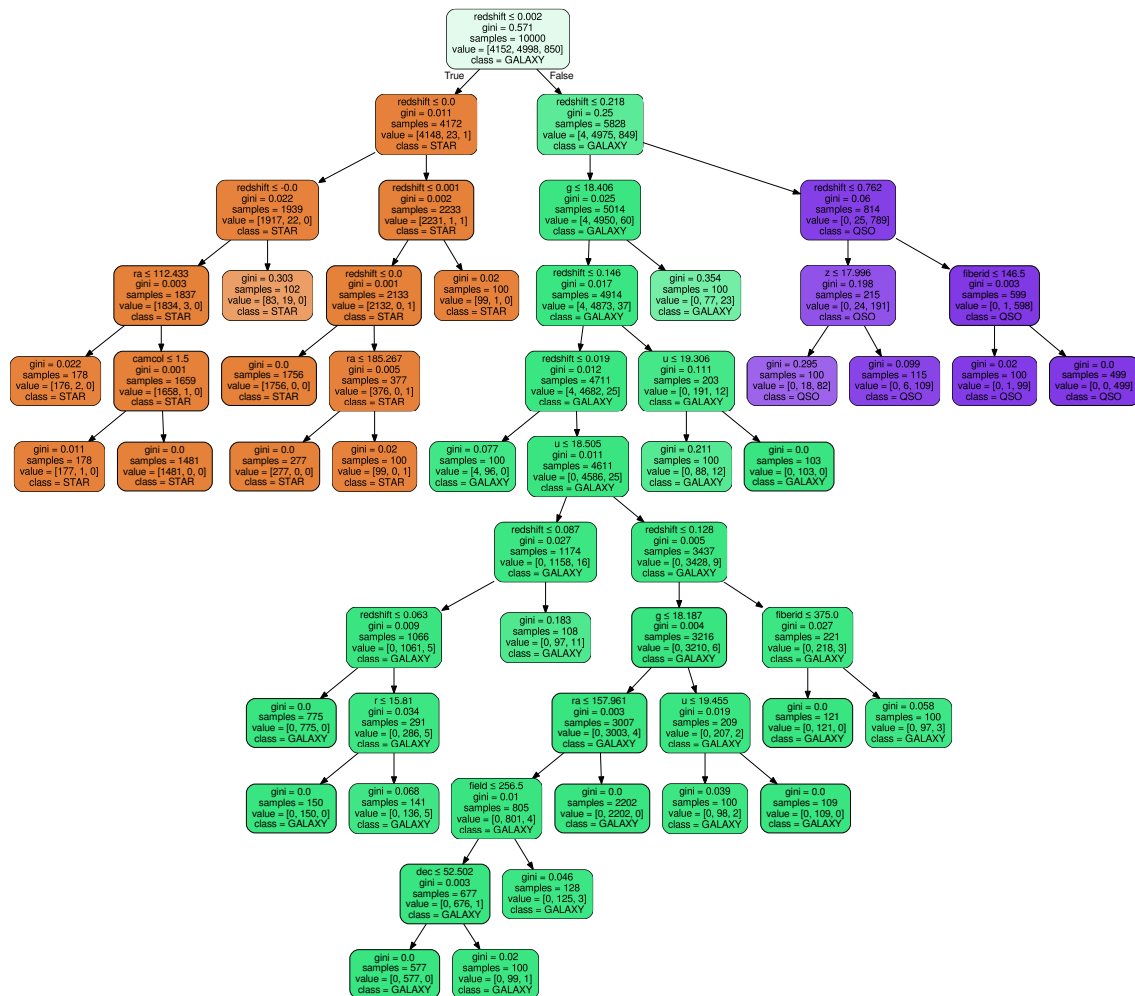 redshift ≤ 0.002
gini = 0.571
samples = 10000
value = [4152, 4998, 850]
class = GALAXY
True
False
redshift ≤ 0.0
gini = 0.011
samples = 4172
value = [4148, 23, 1]
class = STAR
redshift ≤ 0.218
gini = 0.25
samples = 5828
value = [4, 4975, 849]
class = GALAXY
redshift ≤ -0.0
gini = 0.022
samples = 1939
value = [1917, 22, 0]
class = STAR
redshift ≤ 0.001
gini = 0.002
samples = 2233
value = [2231, 1, 1]
class = STAR
g ≤ 18.406
gini = 0.025
samples = 5014
value = [4, 4950, 60]
class = GALAXY
redshift ≤ 0.762
gini = 0.06
samples = 814
value = [0, 25, 789]
class = QSO
ra ≤ 112.433
gini = 0.003
samples = 1837
value = [1834, 3, 0]
class = STAR
gini = 0.303
samples = 102
value = [83, 19, 0]
class = STAR
redshift ≤ 0.0
gini = 0.001
samples = 2133
value = [2132, 0, 1]
class = STAR
gini = 0.02
samples = 100
value = [99, 1, 0]
class = STAR
redshift ≤ 0.146
gini = 0.017
samples = 4914
value = [4, 4873, 37]
class = GALAXY
gini = 0.354
samples = 100
value = [0, 77, 23]
class = GALAXY
z ≤ 17.996
gini = 0.198
samples = 215
value = [0, 24, 191]
class = QSO
fiberid ≤ 146.5
gini = 0.003
samples = 599
value = [0, 1, 598]
class = QSO
gini = 0.022
samples = 178
value = [176, 2, 0]
class = STAR
camcol ≤ 1.5
gini = 0.001
samples = 1659
value = [1658, 1, 0]
class = STAR
gini = 0.0
samples = 1756
value = [1756, 0, 0]
class = STAR
ra ≤ 185.267
gini = 0.005
samples = 377
value = [376, 0, 1]
class = STAR
redshift ≤ 0.019
gini = 0.012
samples = 4711
value = [4, 4682, 25]
class = GALAXY
u ≤ 19.306
gini = 0.111
samples = 203
value = [0, 191, 12]
class = GALAXY
gini = 0.295
samples = 100
value = [0, 18, 82]
class = QSO
gini = 0.099
samples = 115
value = [0, 6, 109]
class = QSO
gini = 0.02
samples = 100
value = [0, 1, 99]
class = QSO
gini = 0.0
samples = 499
value = [0, 0, 499]
class = QSO
gini = 0.011
samples = 178
value = [177, 1, 0]
class = STAR
gini = 0.0
samples = 1481
value = [1481, 0, 0]
class = STAR
gini = 0.0
samples = 277
value = [277, 0, 0]
class = STAR
gini = 0.02
samples = 100
value = [99, 0, 1]
class = STAR
gini = 0.077
samples = 100
value = [4, 96, 0]
class = GALAXY
u ≤ 18.505
gini = 0.011
samples = 4611
value = [0, 4586, 25]
class = GALAXY
gini = 0.211
samples = 100
value = [0, 88, 12]
class = GALAXY
gini = 0.0
samples = 103
value = [0, 103, 0]
class = GALAXY
redshift ≤ 0.087
gini = 0.027
samples = 1174
value = [0, 1158, 16]
class = GALAXY
redshift ≤ 0.128
gini = 0.005
samples = 3437
value = [0, 3428, 9]
class = GALAXY
redshift ≤ 0.063
gini = 0.009
samples = 1066
value = [0, 1061, 5]
class = GALAXY
gini = 0.183
samples = 108
value = [0, 97, 11]
class = GALAXY
g ≤ 18.187
gini = 0.004
samples = 3216
value = [0, 3210, 6]
class = GALAXY
fiberid ≤ 375.0
gini = 0.027
samples = 221
value = [0, 218, 3]
class = GALAXY
gini = 0.0
samples = 775
value = [0, 775, 0]
class = GALAXY
r ≤ 15.81
gini = 0.034
samples = 291
value = [0, 286, 5]
class = GALAXY
ra ≤ 157.961
gini = 0.003
samples = 3007
value = [0, 3003, 4]
class = GALAXY
u ≤ 19.455
gini = 0.019
samples = 209
value = [0, 207, 2]
class = GALAXY
gini = 0.0
samples = 121
value = [0, 121, 0]
class = GALAXY
gini = 0.058
samples = 100
value = [0, 97, 3]
class = GALAXY
gini = 0.0
samples = 150
value = [0, 150, 0]
class = GALAXY
gini = 0.068
samples = 141
value = [0, 136, 5]
class = GALAXY
field ≤ 256.5
gini = 0.01
samples = 805
value = [0, 801, 4]
class = GALAXY
gini = 0.0
samples = 2202
value = [0, 2202, 0]
class = GALAXY
gini = 0.039
samples = 100
value = [0, 98, 2]
class = GALAXY
gini = 0.0
samples = 109
value = [0, 109, 0]
class = GALAXY
dec ≤ 52.502
gini = 0.003
samples = 677
value = [0, 676, 1]
class = GALAXY
gini = 0.046
samples = 128
value = [0, 125, 3]
class = GALAXY
gini = 0.0
samples = 577
value = [0, 577, 0]
class = GALAXY
gini = 0.02
samples = 100
value = [0, 99, 1]
class = GALAXY